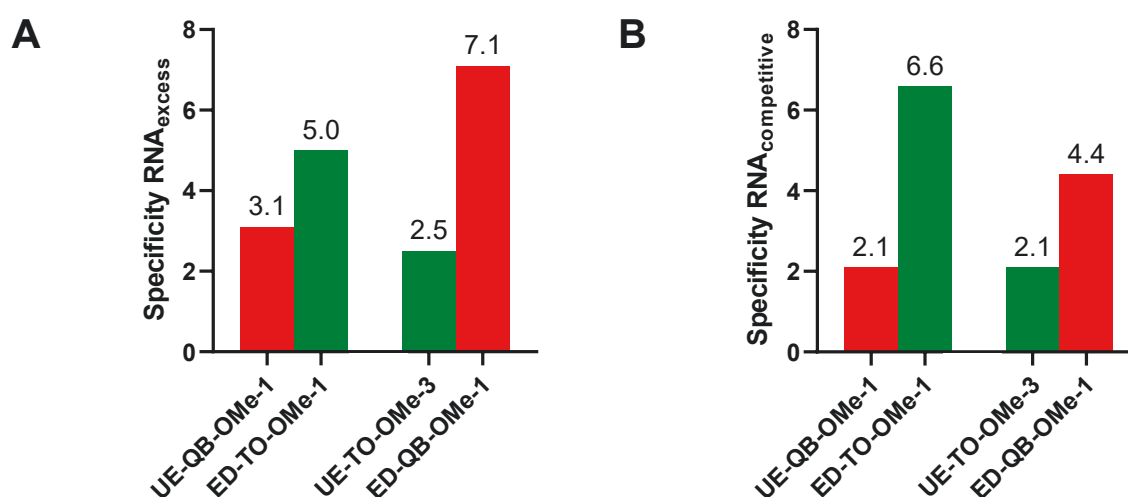 A
Specificity RNAexcess
8
6
4
2
0
3.1
5.0
2.5
7.1
UE-QB-OMe-1
ED-TO-OMe-1
UE-TO-OMe-3
ED-QB-OMe-1
B
Specificity RNAcompetitive
8
6
4
2
0
2.1
6.6
2.1
4.4
UE-QB-OMe-1
ED-TO-OMe-1
UE-TO-OMe-3
ED-QB-OMe-1